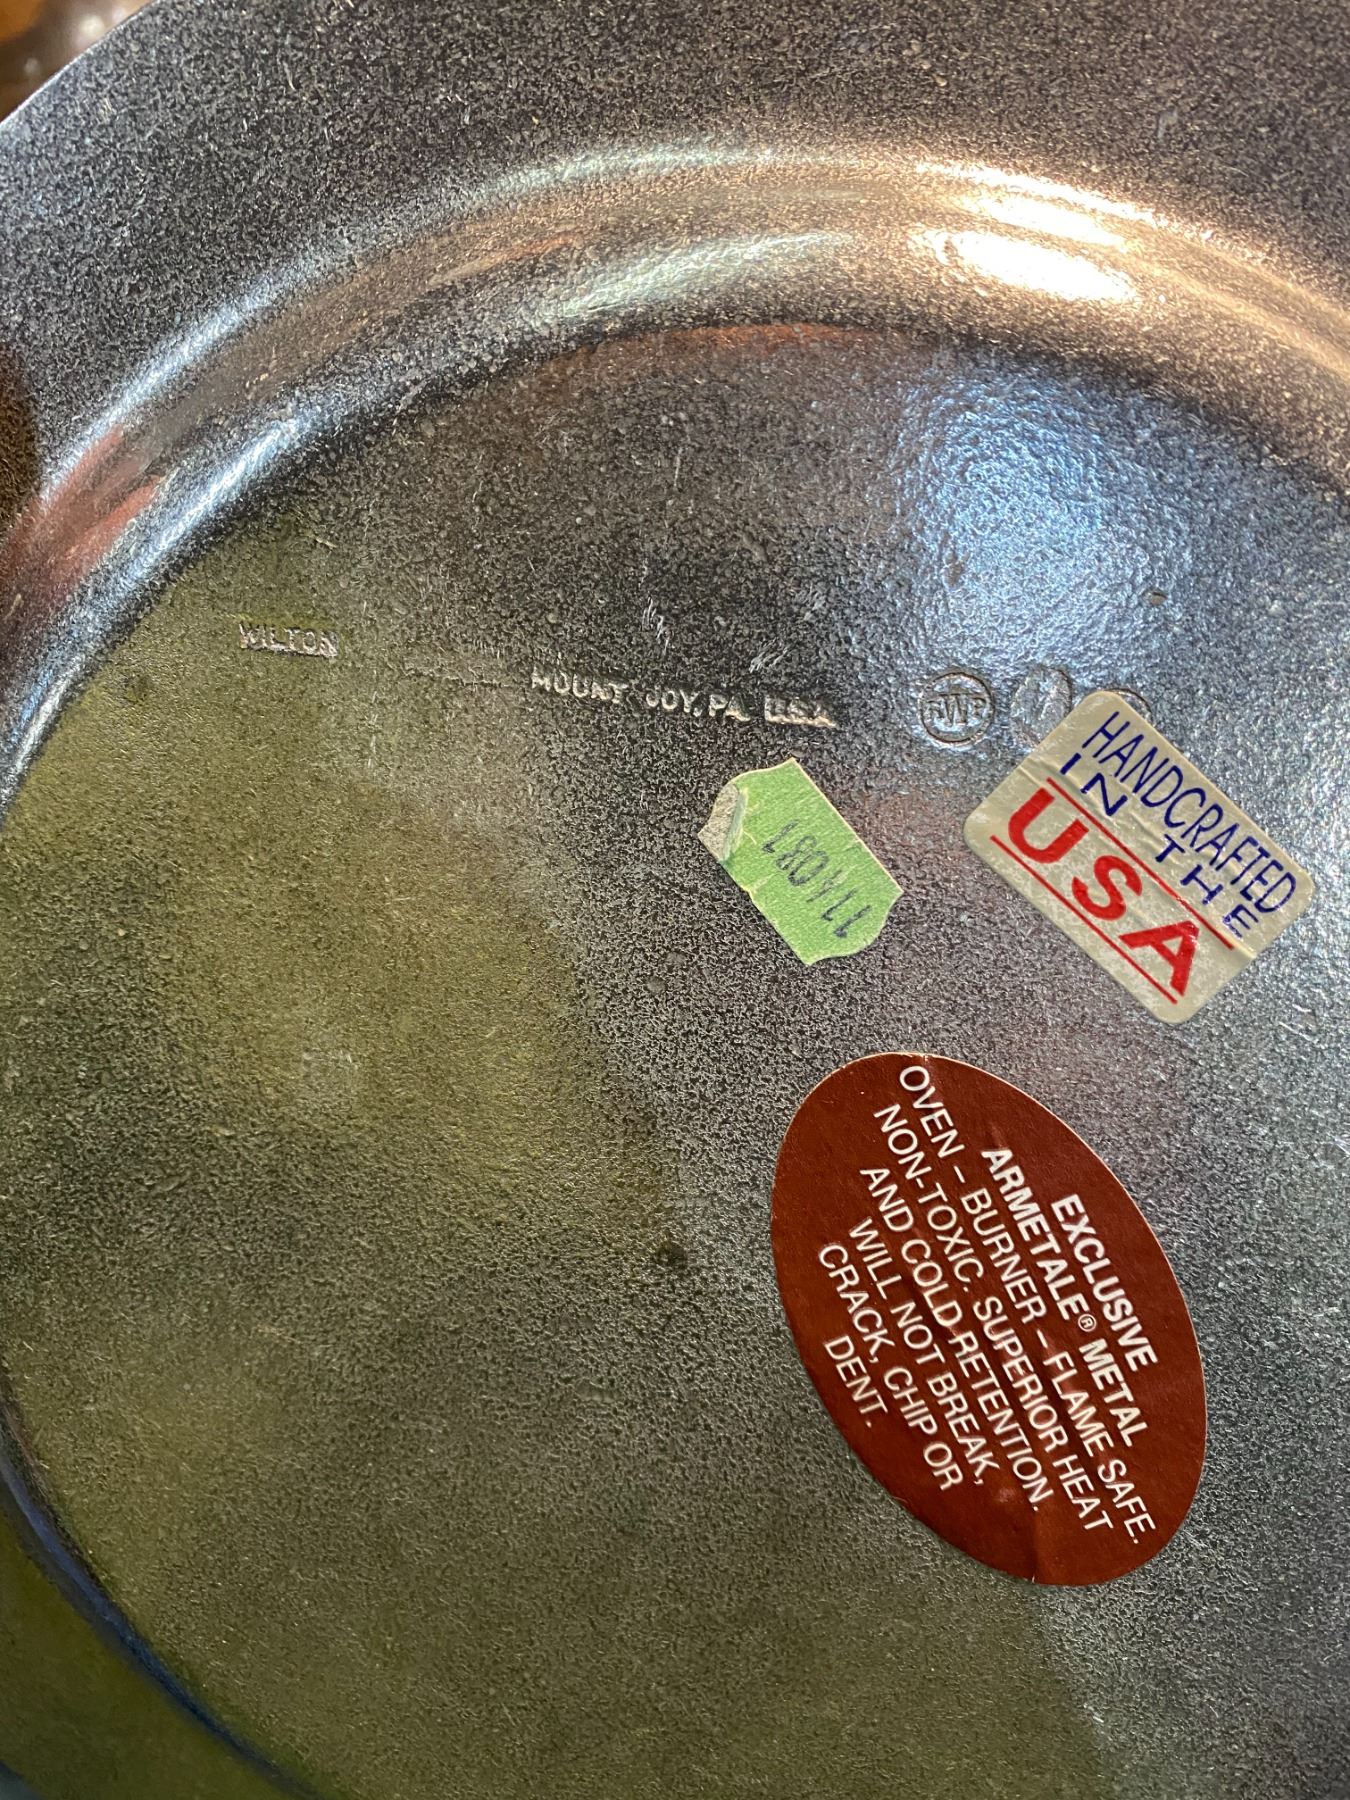 WILTON
MOUNT JOY, PA. USA
RWP
HANDCRAFTED
IN THE
USA
EXCLUSIVE
ARMETALE® METAL
OVEN – BURNER – FLAME SAFE.
NON-TOXIC. SUPERIOR HEAT
AND COLD-RETENTION.
WILL NOT BREAK,
CRACK, CHIP OR
DENT.